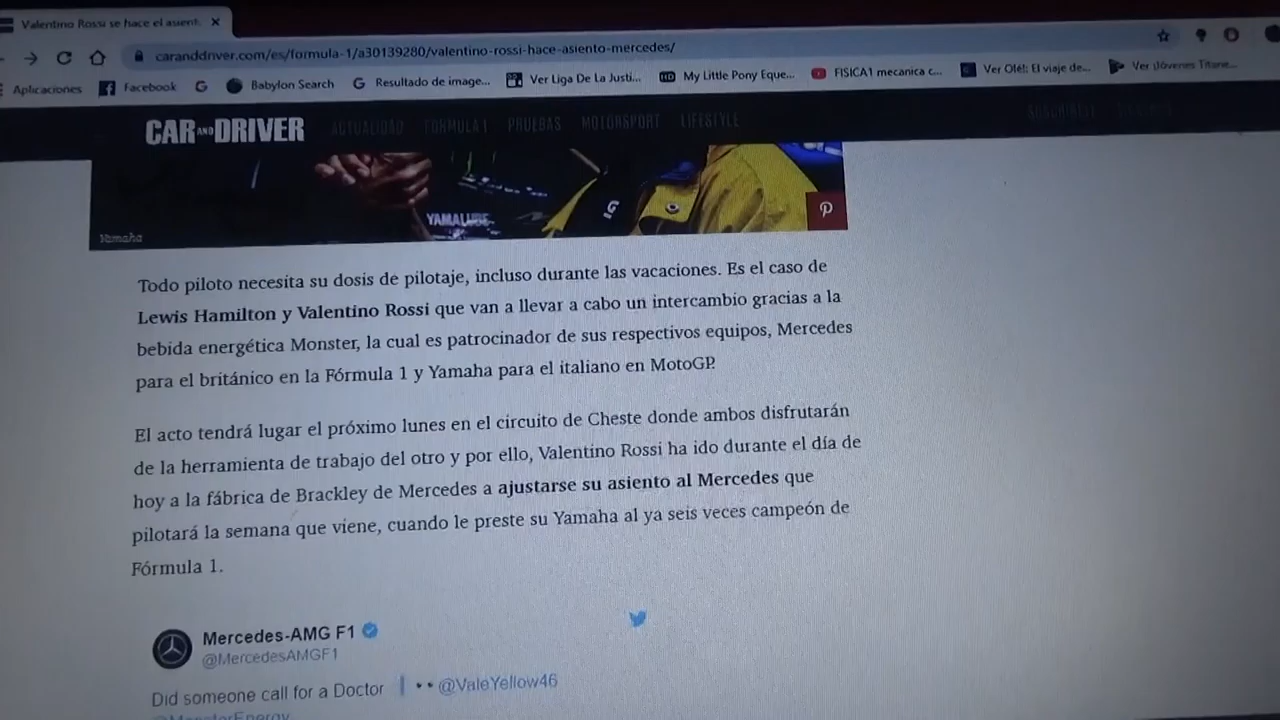 Valentino Rossi se hace el asient
caranddriver.com/es/formula-1/a30139280/valentino-rossi-hace-asiento-mercedes/
Aplicaciones Facebook Babylon Search Resultado de image... Ver Liga De La Justi... My Little Pony Eque... FISICA1 mecanica c... Ver Olé!: El viaje de... Ver Jóvenes Titane...
CAR AND DRIVER ACTUALIDAD FORMULA 1 PRUEBAS MOTORSPORT LIFESTYLE
YAMALUBE
Yamaha
Todo piloto necesita su dosis de pilotaje, incluso durante las vacaciones. Es el caso de
Lewis Hamilton y Valentino Rossi que van a llevar a cabo un intercambio gracias a la
bebida energética Monster, la cual es patrocinador de sus respectivos equipos, Mercedes
para el británico en la Fórmula 1 y Yamaha para el italiano en MotoGP.
El acto tendrá lugar el próximo lunes en el circuito de Cheste donde ambos disfrutarán
de la herramienta de trabajo del otro y por ello, Valentino Rossi ha ido durante el día de
hoy a la fábrica de Brackley de Mercedes a ajustarse su asiento al Mercedes que
pilotará la semana que viene, cuando le preste su Yamaha al ya seis veces campeón de
Fórmula 1.
Mercedes-AMG F1
@MercedesAMGF1
Did someone call for a Doctor @ValeYellow46
@MonsterEnergy